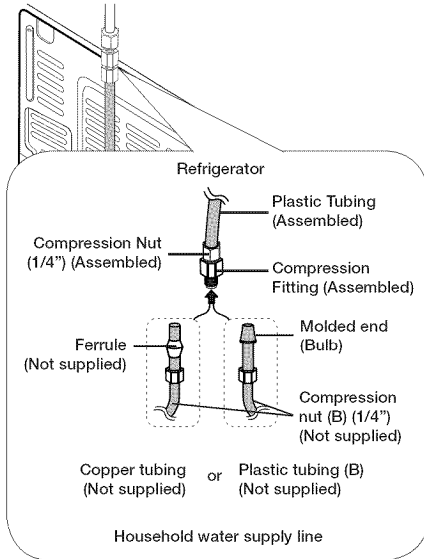 Refrigerator
Plastic Tubing
(Assembled)
Compression Nut
(1/4”) (Assembled)
Compression
Fitting (Assembled)
Ferrule
(Not supplied)
Molded end
(Bulb)
Compression
nut (B) (1/4”)
(Not supplied)
Copper tubing
(Not supplied)
or
Plastic tubing (B)
(Not supplied)
Household water supply line